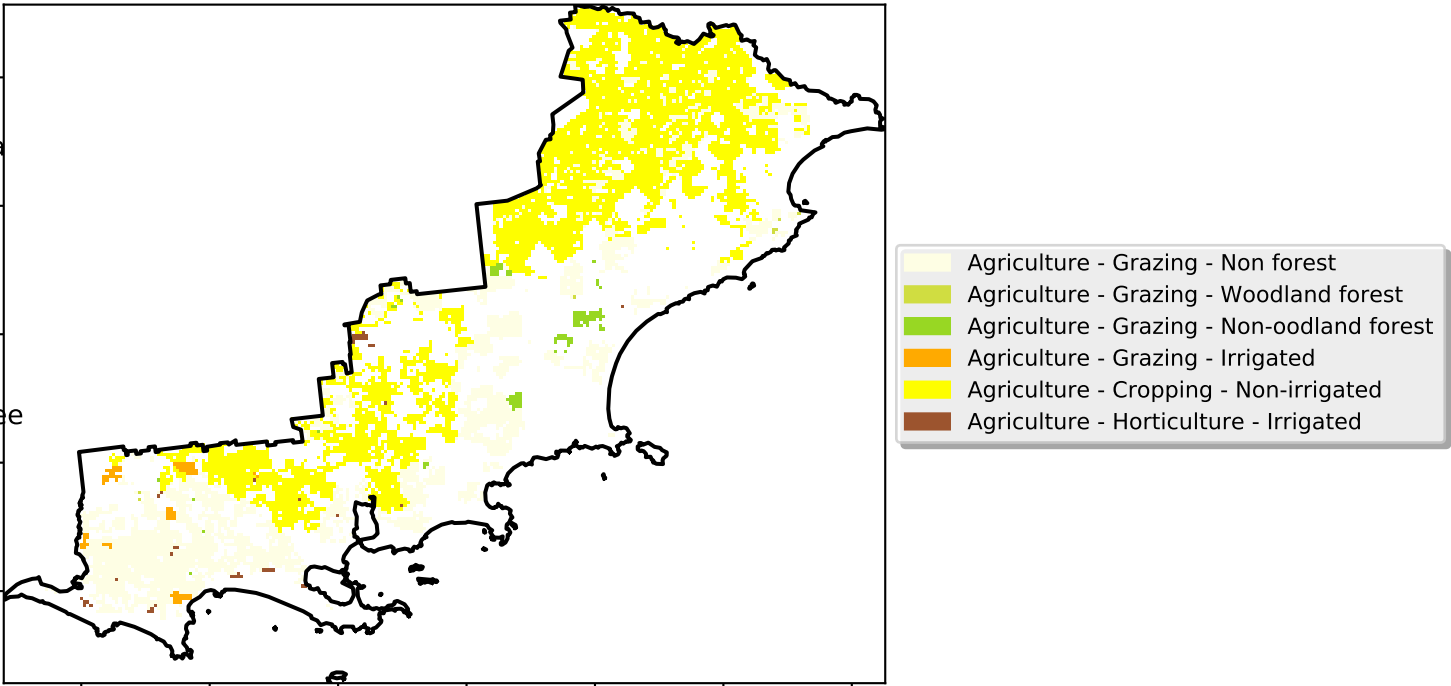 Agriculture - Grazing - Non forest
Agriculture - Grazing - Woodland forest
Agriculture - Grazing - Non-oodland forest
Agriculture - Grazing - Irrigated
Agriculture - Cropping - Non-irrigated
Agriculture - Horticulture - Irrigated
ee